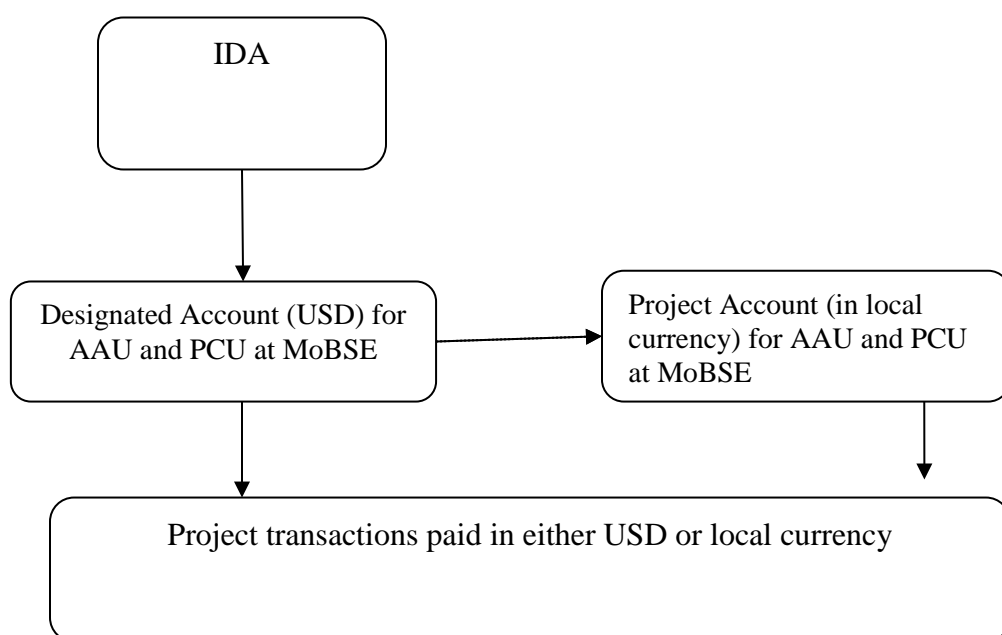 IDA
Designated Account (USD) for
AAU and PCU at MoBSE
Project Account (in local
currency) for AAU and PCU
at MoBSE
Project transactions paid in either USD or local currency